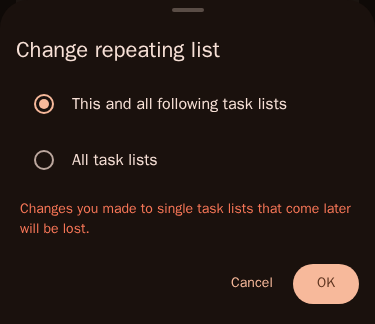 Change repeating list
This and all following task lists
All task lists
Changes you made to single task lists that come later
will be lost.
Cancel
OK